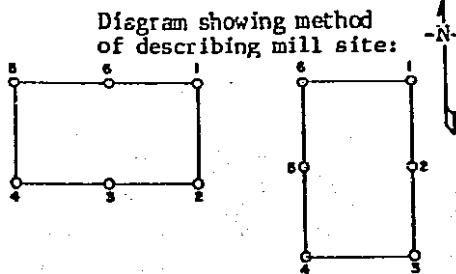 Diagram showing method
of describing mill site:
-N-
5 6 1
4 3 2
6 1
5 2
4 3